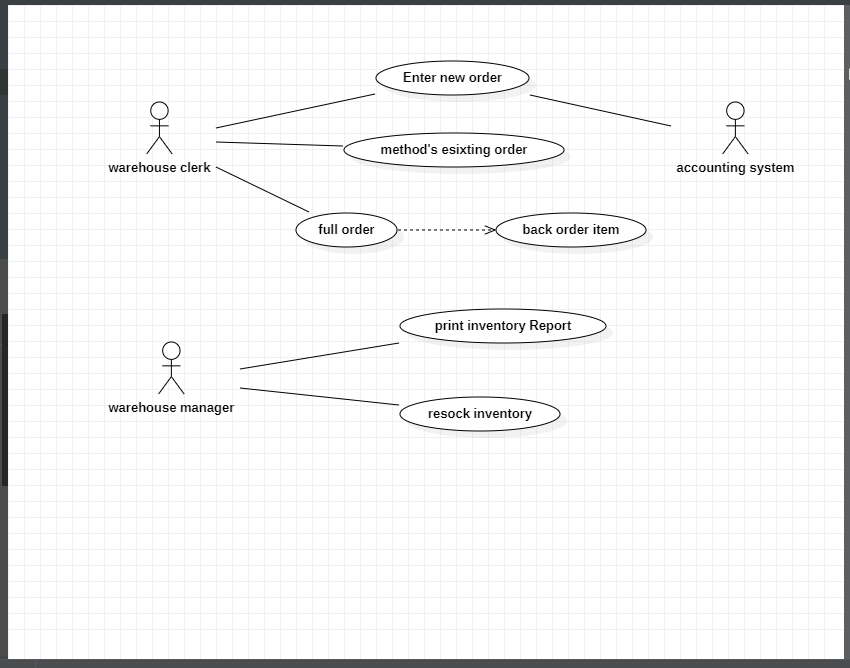 Enter new order
warehouse clerk
method's esixting order
accounting system
full order
back order item
print inventory Report
warehouse manager
resock inventory